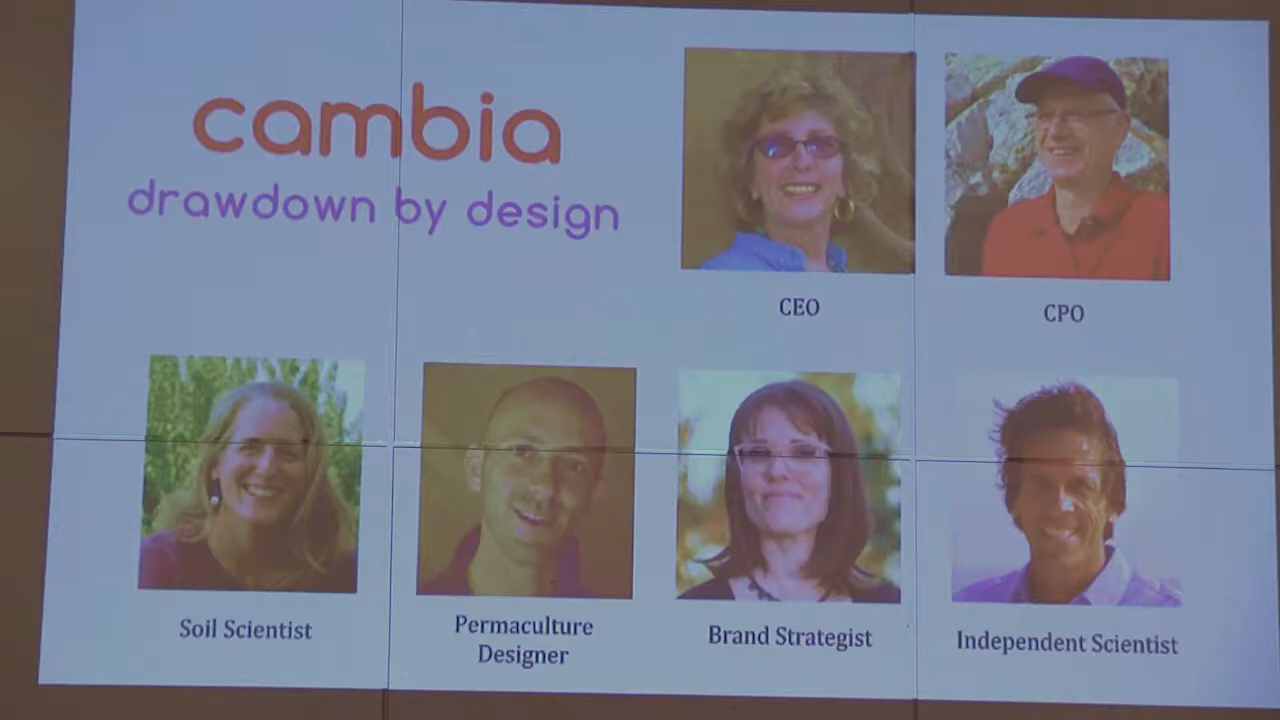 cambia
drawdown by design
CEO
CPO
Soil Scientist
Permaculture
Designer
Brand Strategist
Independent Scientist